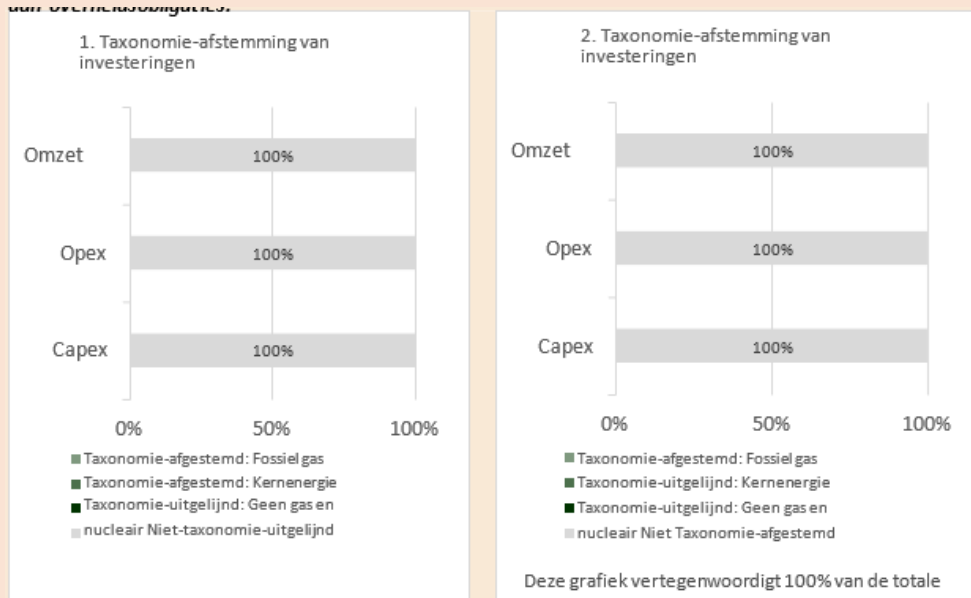 aan overheidsobligaties.
1. Taxonomie-afstemming van
investeringen
Omzet
100%
Opex
100%
Capex
100%
0% 50% 100%
Taxonomie-afgestemd: Fossiel gas
Taxonomie-afgestemd: Kernenergie
Taxonomie-uitgelijnd: Geen gas en
nucleair Niet-taxonomie-uitgelijnd
2. Taxonomie-afstemming van
investeringen
Omzet
100%
Opex
100%
Capex
100%
0% 50% 100%
Taxonomie-afgestemd: Fossiel gas
Taxonomie-uitgelijnd: Kernenergie
Taxonomie-uitgelijnd: Geen gas en
nucleair Niet Taxonomie-afgestemd
Deze grafiek vertegenwoordigt 100% van de totale